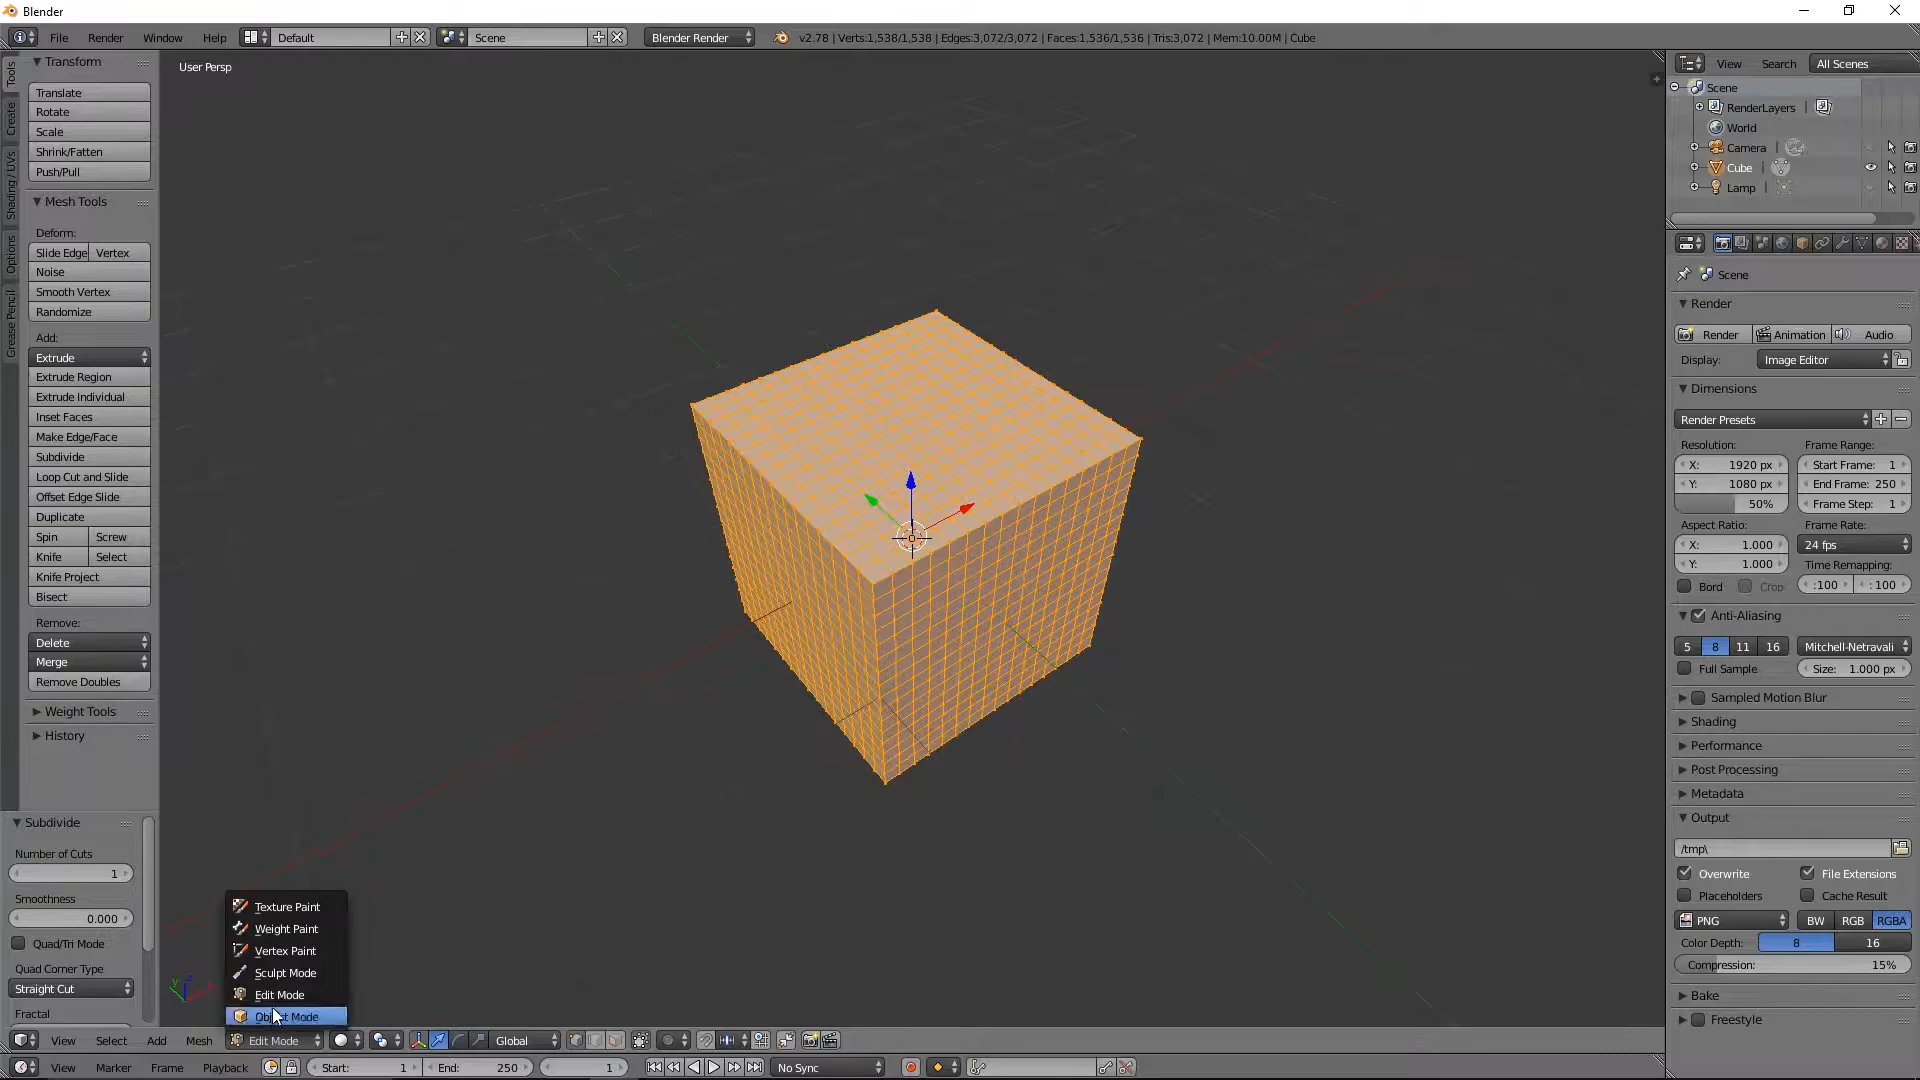 Blender
File Render Window Help Default Scene Blender Render v2.78 | Verts:1,538/1,538 | Edges:3,072/3,072 | Faces:1,536/1,536 | Tris:3,072 | Mem:10.00M | Cube
Tools
Create
Shading / UVs
Options
Grease Pencil
Transform
Translate
Rotate
Scale
Shrink/Fatten
Push/Pull
Mesh Tools
Deform:
Slide Edge Vertex
Noise
Smooth Vertex
Randomize
Add:
Extrude
Extrude Region
Extrude Individual
Inset Faces
Make Edge/Face
Subdivide
Loop Cut and Slide
Offset Edge Slide
Duplicate
Spin Screw
Knife Select
Knife Project
Bisect
Remove:
Delete
Merge
Remove Doubles
Weight Tools
History
Subdivide
Number of Cuts
1
Smoothness
0.000
Quad/Tri Mode
Quad Corner Type
Straight Cut
Fractal
User Persp
Texture Paint
Weight Paint
Vertex Paint
Sculpt Mode
Edit Mode
Object Mode
View Select Add Mesh Edit Mode Global
View Marker Frame Playback Start: 1 End: 250 1 No Sync
View Search All Scenes
Scene
RenderLayers |
World
Camera |
Cube |
Lamp |
Scene
Render
Render Animation Audio
Display: Image Editor
Dimensions
Render Presets
Resolution: Frame Range:
X: 1920 px Start Frame: 1
Y: 1080 px End Frame: 250
50% Frame Step: 1
Aspect Ratio: Frame Rate:
X: 1.000 24 fps
Y: 1.000 Time Remapping:
Bord Crop :100 : 100
Anti-Aliasing
5 8 11 16 Mitchell-Netravali
Full Sample Size: 1.000 px
Sampled Motion Blur
Shading
Performance
Post Processing
Metadata
Output
/tmp\
Overwrite File Extensions
Placeholders Cache Result
PNG BW RGB RGBA
Color Depth: 8 16
Compression: 15%
Bake
Freestyle